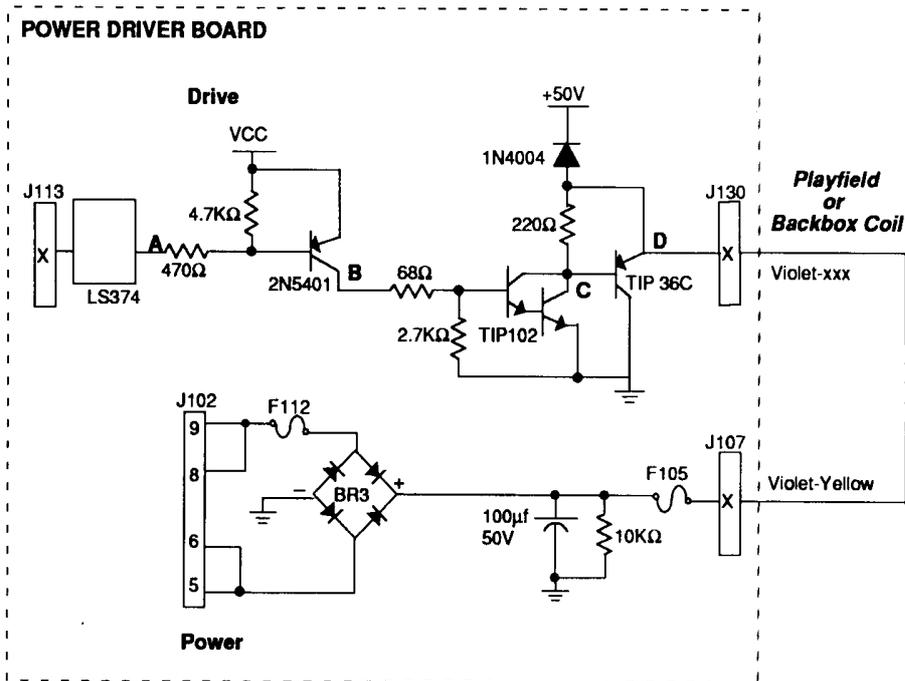 POWER DRIVER BOARD
Drive
+50V
VCC
1N4004
J113
J130
Playfield
or
Backbox Coil
4.7KΩ
220Ω
X
A
D
X
470Ω
2N5401
B
68Ω
C
TIP 36C
Violet-xxx
LS374
2.7KΩ
TIP102
J102
F112
J107
9
8
BR3
−
+
F105
Violet-Yellow
X
100µf
50V
10KΩ
6
5
Power